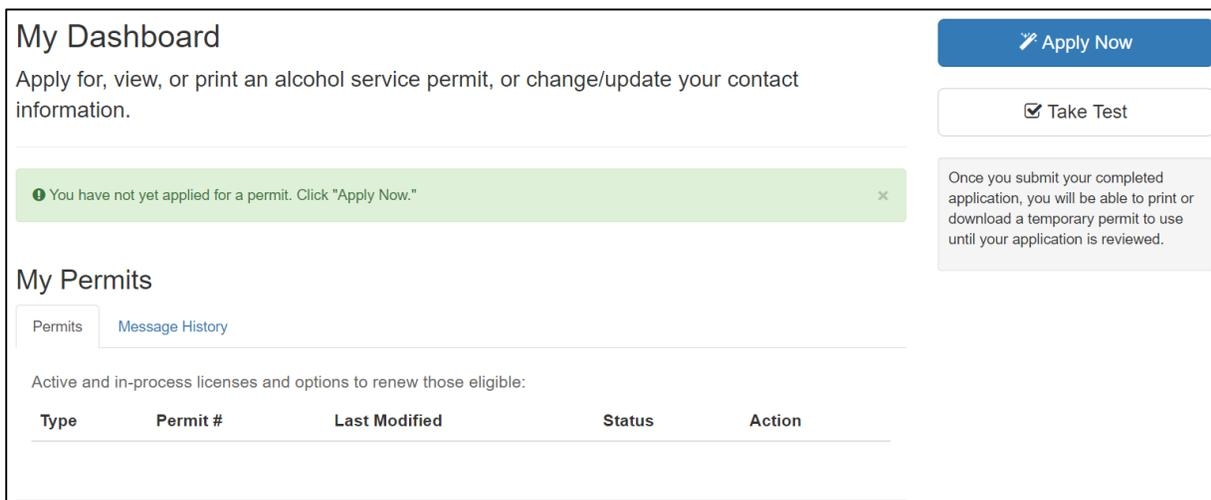 My Dashboard
Apply for, view, or print an alcohol service permit, or change/update your contact
information.
You have not yet applied for a permit. Click "Apply Now."
×
My Permits
Permits
Message History
Active and in-process licenses and options to renew those eligible:
Type Permit # Last Modified Status Action
Apply Now
Take Test
Once you submit your completed
application, you will be able to print or
download a temporary permit to use
until your application is reviewed.